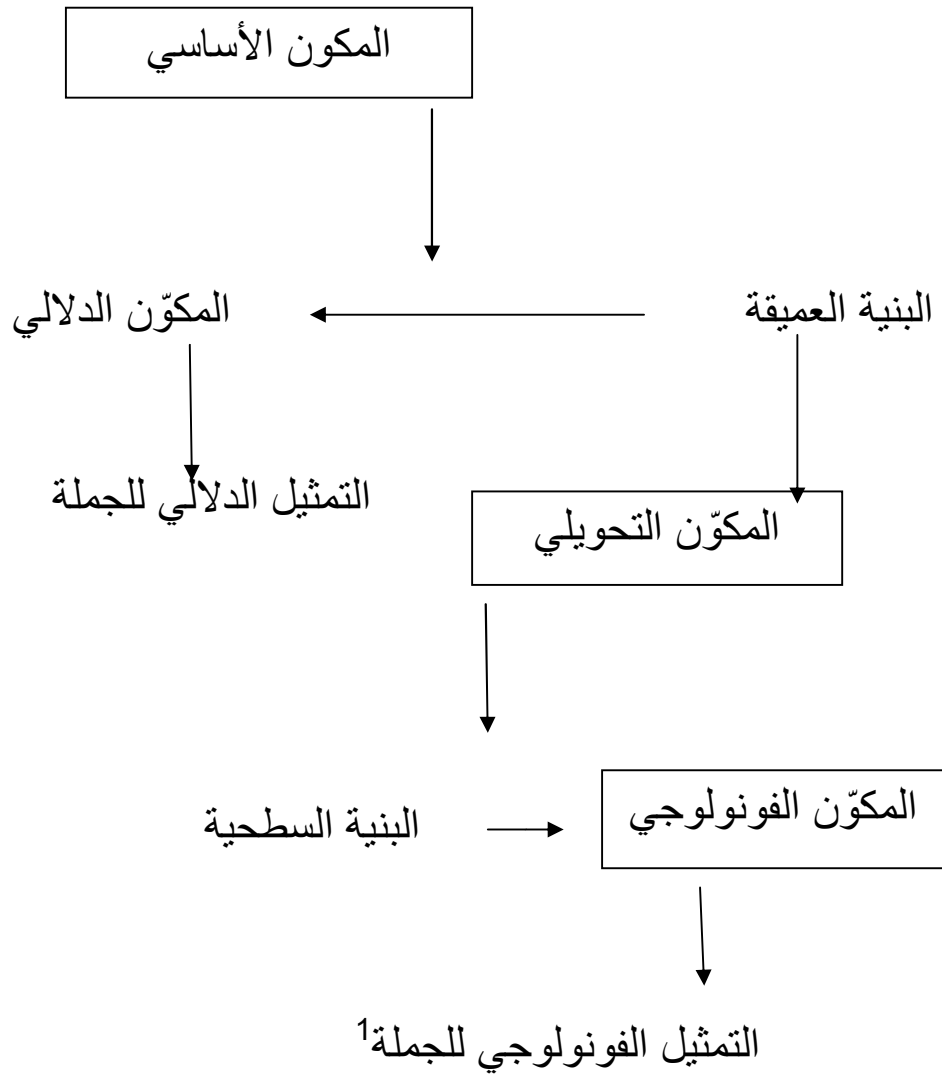 المكون الأساسي
البنية العميقة
المكوّن الدلالي
التمثيل الدلالي للجملة
المكوّن التحويلي
المكوّن الفونولوجي
البنية السطحية
التمثيل الفونولوجي للجملة1